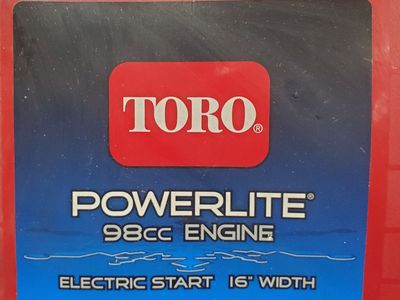 TORO®
POWERLITE®
98CC ENGINE
ELECTRIC START 16" WIDTH